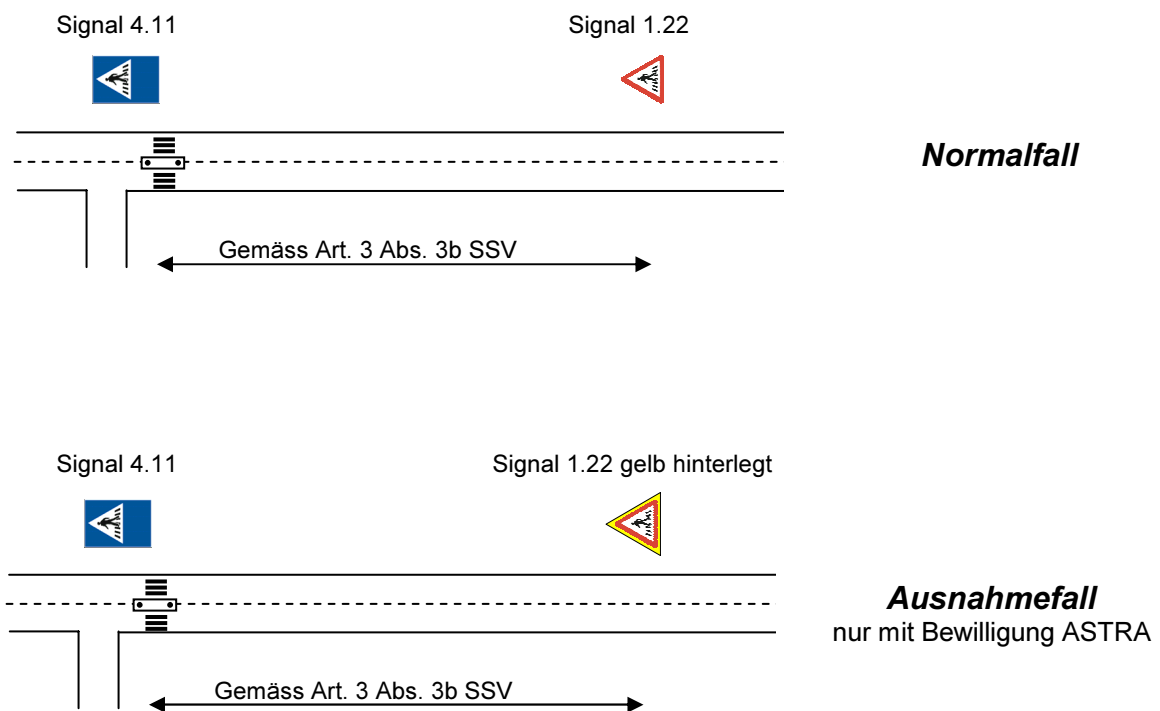 Signal 4.11
Signal 1.22
Normalfall
Gemäss Art. 3 Abs. 3b SSV
Signal 4.11
Signal 1.22 gelb hinterlegt
Ausnahmefall
nur mit Bewilligung ASTRA
Gemäss Art. 3 Abs. 3b SSV